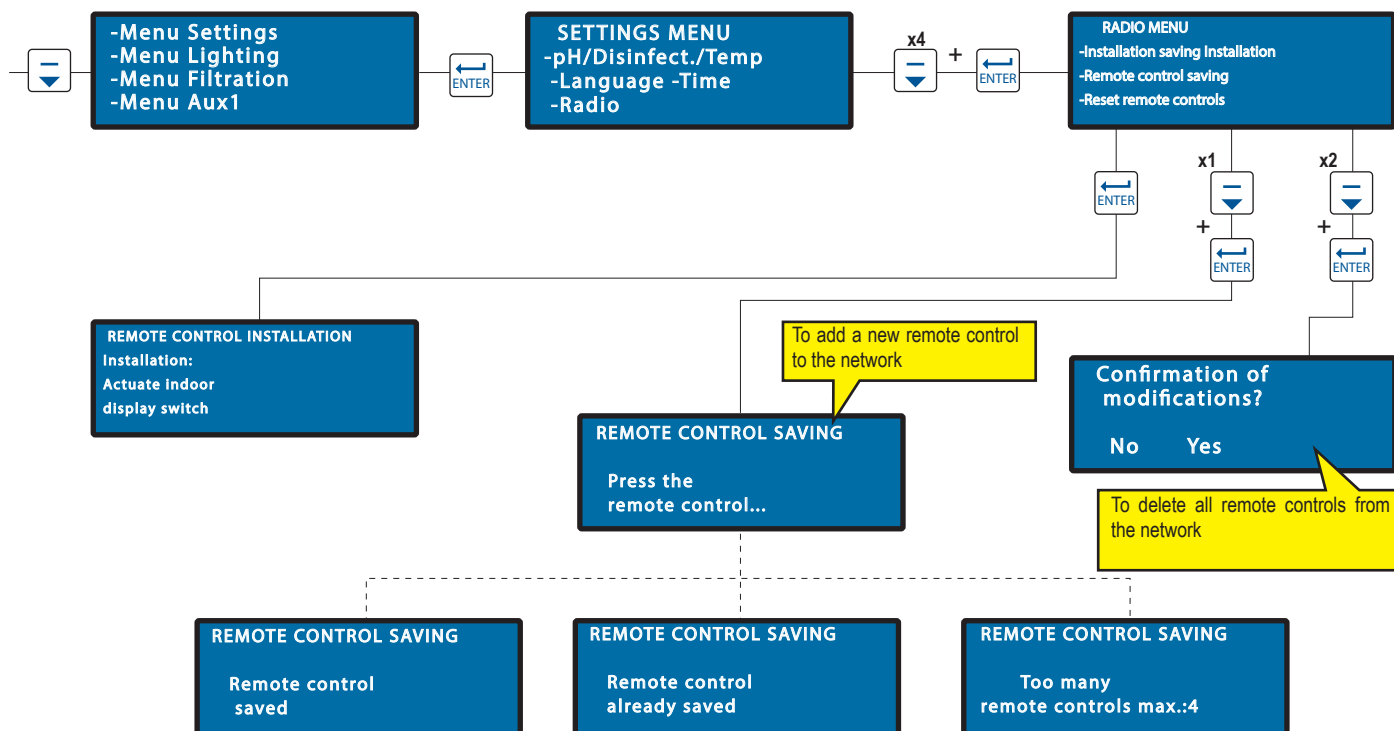 -Menu Settings
-Menu Lighting
-Menu Filtration
-Menu Aux1
ENTER
SETTINGS MENU
-pH/Disinfect./Temp
-Language -Time
-Radio
x4
+
ENTER
RADIO MENU
-Installation saving Installation
-Remote control saving
-Reset remote controls
ENTER
x1
+
ENTER
x2
+
ENTER
REMOTE CONTROL INSTALLATION
Installation:
Actuate indoor
display switch
To add a new remote control
to the network
REMOTE CONTROL SAVING
Press the
remote control...
Confirmation of
modifications?
No Yes
To delete all remote controls from
the network
REMOTE CONTROL SAVING
Remote control
saved
REMOTE CONTROL SAVING
Remote control
already saved
REMOTE CONTROL SAVING
Too many
remote controls max.:4